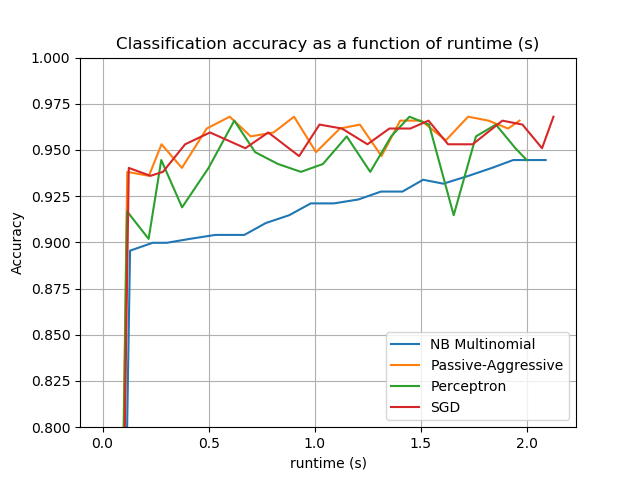 Classification accuracy as a function of runtime (s)
1.000
0.975
0.950
0.925
0.900
0.875
0.850
0.825
0.800
Accuracy
NB Multinomial
Passive-Aggressive
Perceptron
SGD
0.0 0.5 1.0 1.5 2.0
runtime (s)